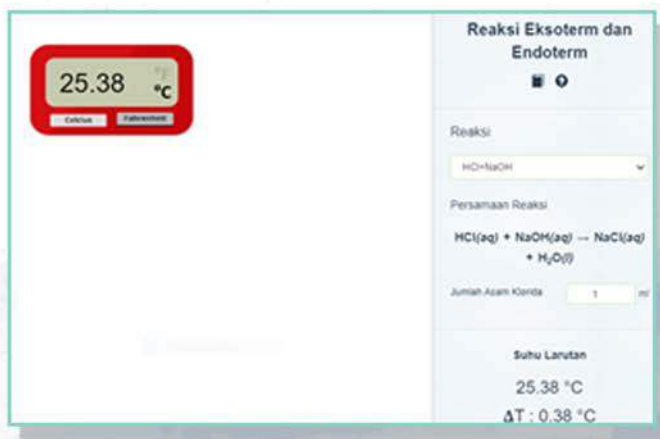 25.38 °F
°C
Celcius Fahrenheit
Reaksi Eksoterm dan
Endoterm
Reaksi
HCl+NaOH
Persamaan Reaksi
HCl(aq) + NaOH(aq) → NaCl(aq)
+ H₂O(l)
Jumlah Asam Klorida 1 ml
Suhu Larutan
25.38 °C
ΔT : 0.38 °C